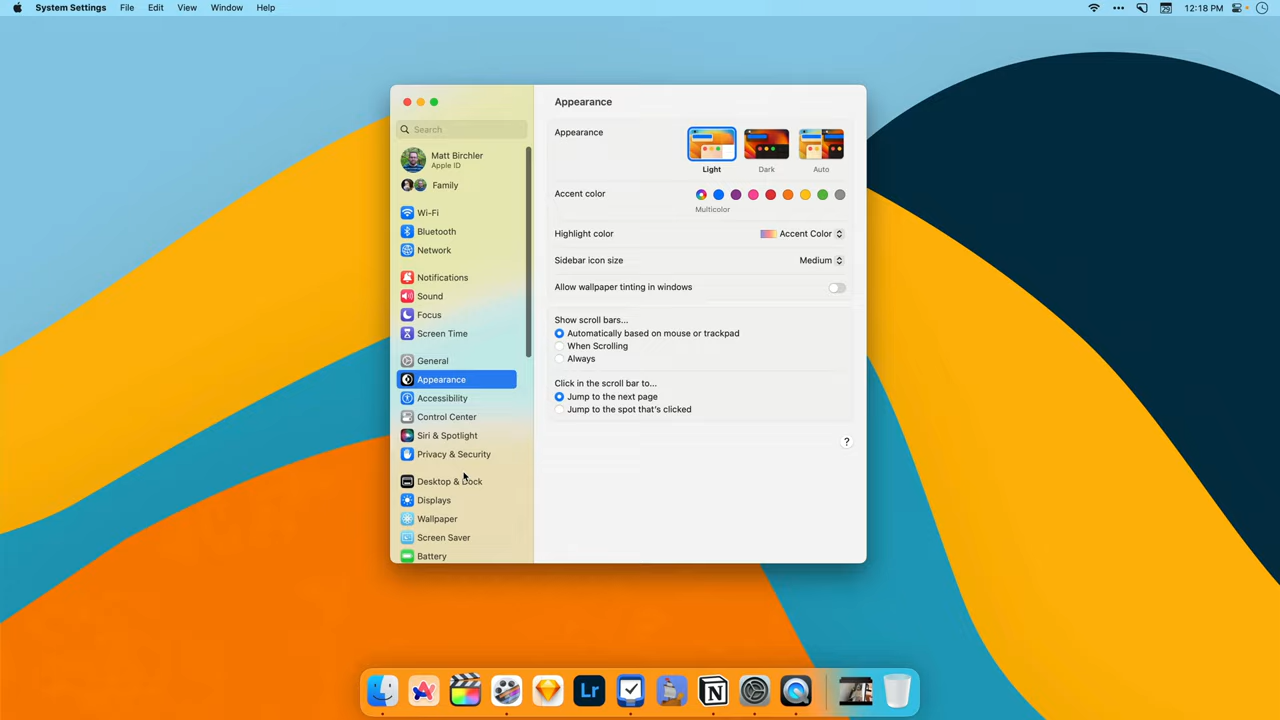 System Settings File Edit View Window Help 29 12:18 PM
Search
Matt Birchler
Apple ID
Family
Wi-Fi
Bluetooth
Network
Notifications
Sound
Focus
Screen Time
General
Appearance
Accessibility
Control Center
Siri & Spotlight
Privacy & Security
Desktop & Dock
Displays
Wallpaper
Screen Saver
Battery
Appearance
Appearance
Light Dark Auto
Accent color
Multicolor
Highlight color Accent Color
Sidebar icon size Medium
Allow wallpaper tinting in windows
Show scroll bars...
Automatically based on mouse or trackpad
When Scrolling
Always
Click in the scroll bar to...
Jump to the next page
Jump to the spot that's clicked
?
Lr N